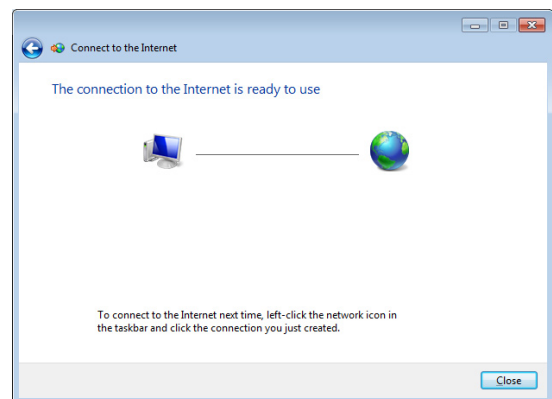 Connect to the Internet
The connection to the Internet is ready to use
To connect to the Internet next time, left-click the network icon in
the taskbar and click the connection you just created.
Close